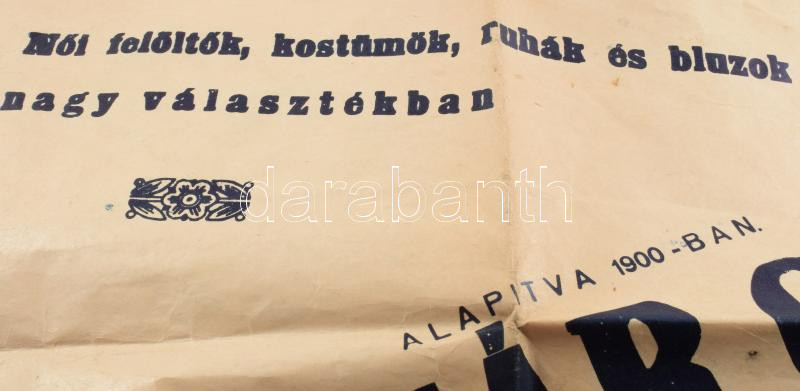 Női felöltők, kostümök, ruhák és bluzok
nagy választékban
darabanth
ALAPITVA 1900-BAN.